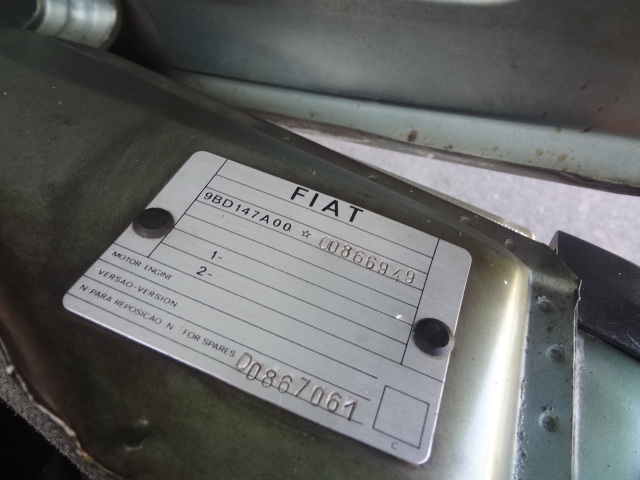 FIAT
9BD147A00 ☆ 00866949
1-
2-
MOTOR ENGINE
VERSAO-VERSION
N·PARA REPOSICAO N· FOR SPARES
00867061
C